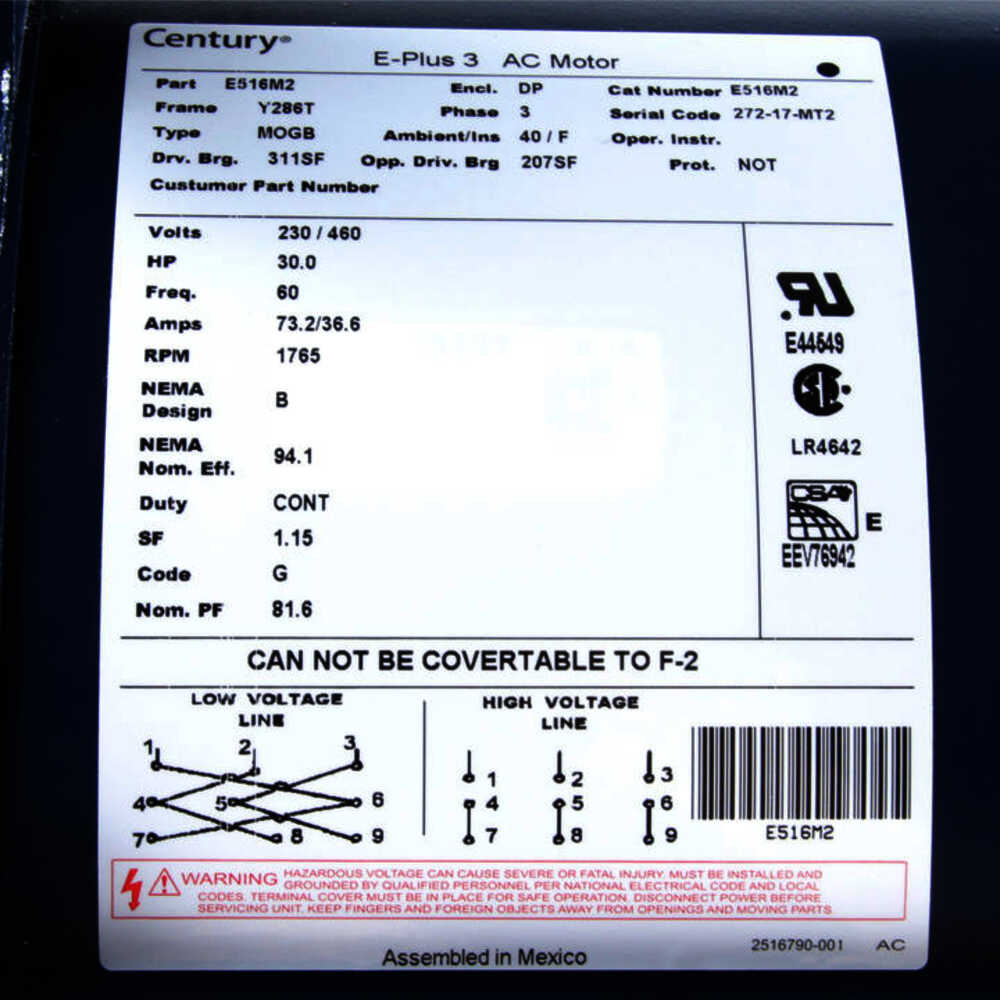 Century®
E-Plus 3 AC Motor
Part E516M2 Encl. DP Cat Number E516M2
Frame Y286T Phase 3 Serial Code 272-17-MT2
Type MOGB Ambient/Ins 40 / F Oper. Instr.
Drv. Brg. 311SF Opp. Driv. Brg 207SF Prot. NOT
Custumer Part Number
Volts 230 / 460
HP 30.0
Freq. 60
Amps 73.2/36.6
RPM 1765
NEMA
Design B
NEMA
Nom. Eff. 94.1
Duty CONT
SF 1.15
Code G
Nom. PF 81.6
E44549
LR4642
CSA
E
EEV76942
CAN NOT BE COVERTABLE TO F-2
LOW VOLTAGE
LINE
1 2 3
4 5 6
7 8 9
HIGH VOLTAGE
LINE
1 2 3
4 5 6
7 8 9
E516M2
WARNING HAZARDOUS VOLTAGE CAN CAUSE SEVERE OR FATAL INJURY. MUST BE INSTALLED AND
GROUNDED BY QUALIFIED PERSONNEL PER NATIONAL ELECTRICAL CODE AND LOCAL
CODES. TERMINAL COVER MUST BE IN PLACE FOR SAFE OPERATION. DISCONNECT POWER BEFORE
SERVICING UNIT. KEEP FINGERS AND FOREIGN OBJECTS AWAY FROM OPENINGS AND MOVING PARTS.
Assembled in Mexico
2516790-001 AC